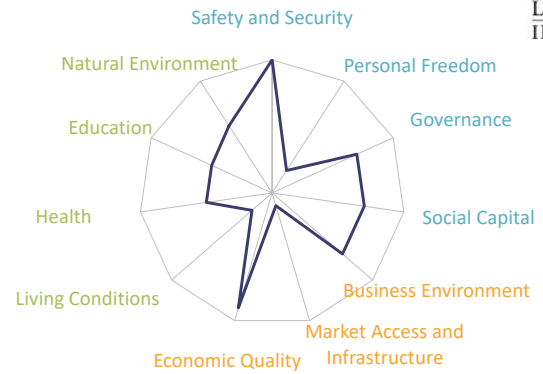 Safety and Security
Natural Environment
Personal Freedom
Education
Governance
Health
Social Capital
Living Conditions
Business Environment
Market Access and
Infrastructure
Economic Quality